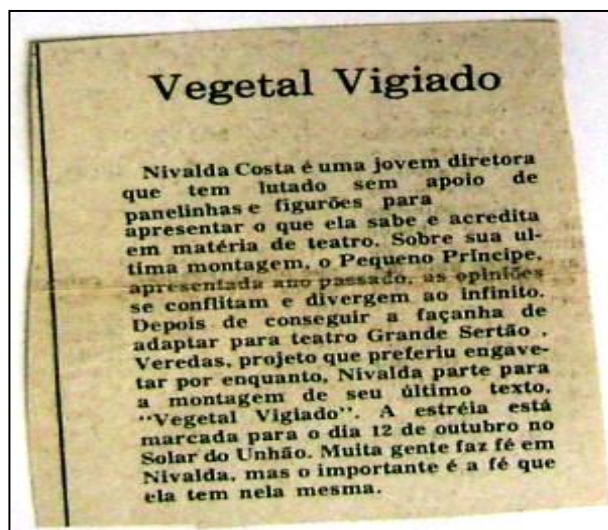 Vegetal Vigiado
Nivalda Costa é uma jovem diretora
que tem lutado sem apoio de
panelinhas e figurões para
apresentar o que ela sabe e acredita
em matéria de teatro. Sobre sua ul-
tima montagem, o Pequeno Príncipe,
apresentada ano passado, as opiniões
se conflitam e divergem ao infinito.
Depois de conseguir a façanha de
adaptar para teatro Grande Sertão .
Veredas, projeto que preferiu engave-
tar por enquanto, Nivalda parte para
a montagem de seu último texto,
"Vegetal Vigiado". A estréia está
marcada para o dia 12 de outubro no
Solar do Unhão. Muita gente faz fé em
Nivalda, mas o importante é a fé que
ela tem nela mesma.